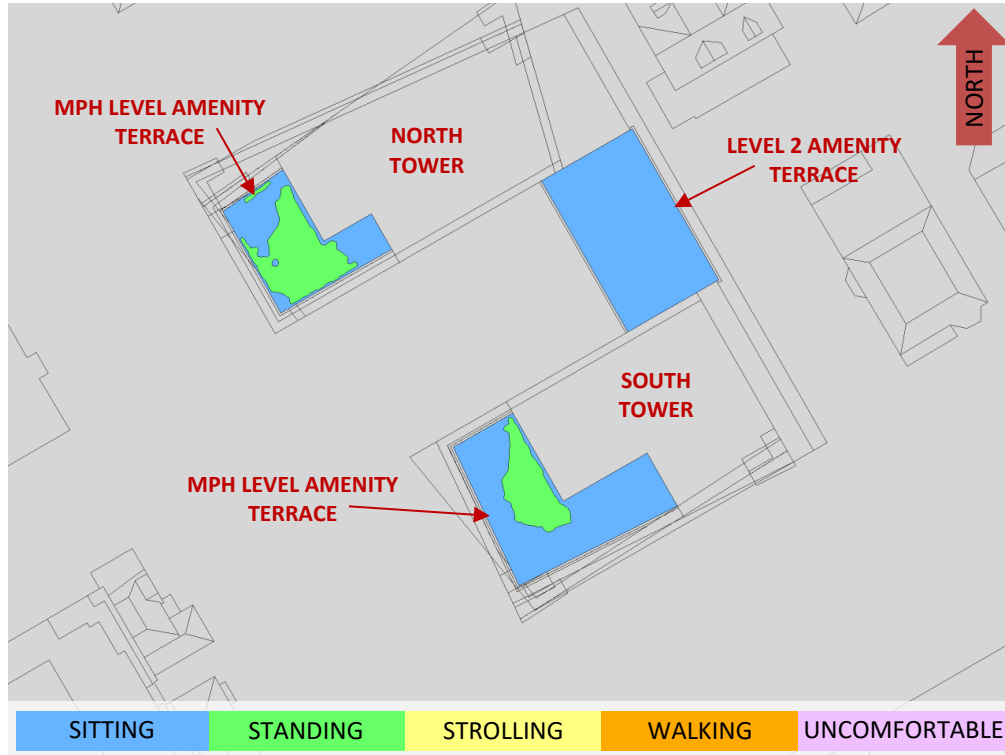 NORTH
MPH LEVEL AMENITY
TERRACE
NORTH
TOWER
LEVEL 2 AMENITY
TERRACE
SOUTH
TOWER
MPH LEVEL AMENITY
TERRACE
SITTING
STANDING
STROLLING
WALKING
UNCOMFORTABLE